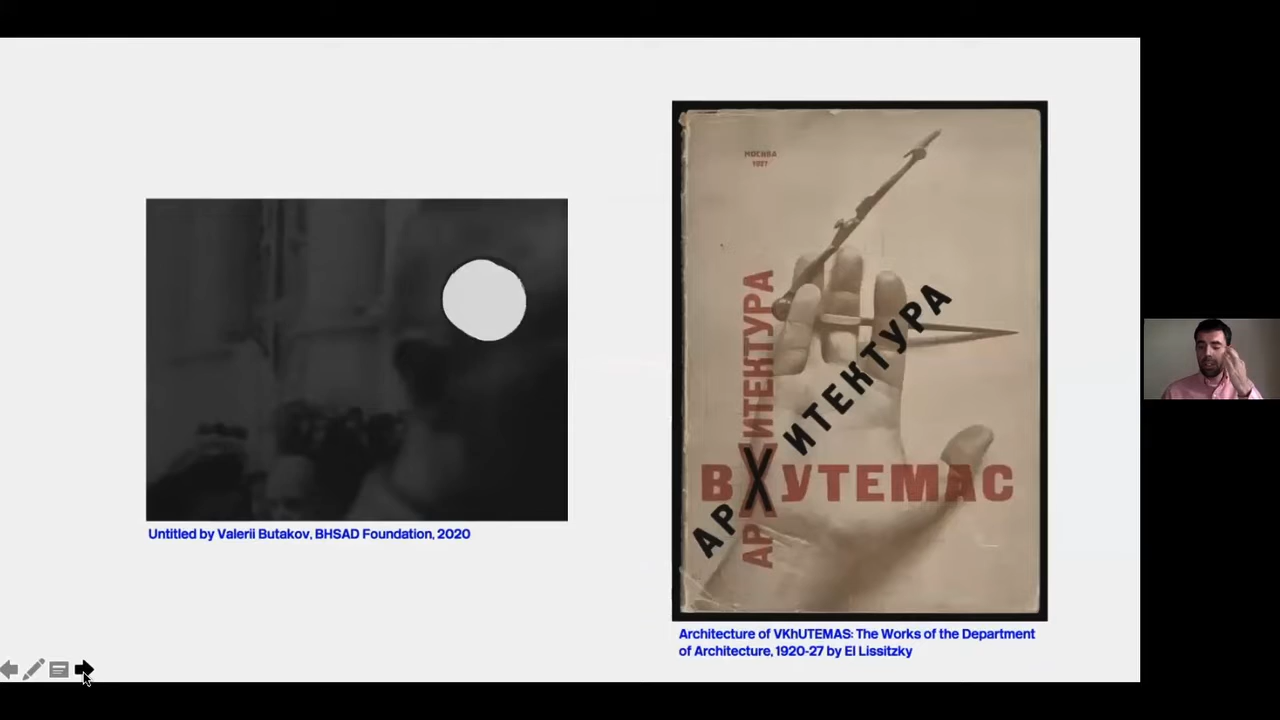 Untitled by Valerii Butakov, BHSAD Foundation, 2020
МОСКВА
1927
АРХИТЕКТУРА
АРХИТЕКТУРА
ВХУТЕМАС
Architecture of VKhUTEMAS: The Works of the Department
of Architecture, 1920-27 by El Lissitzky